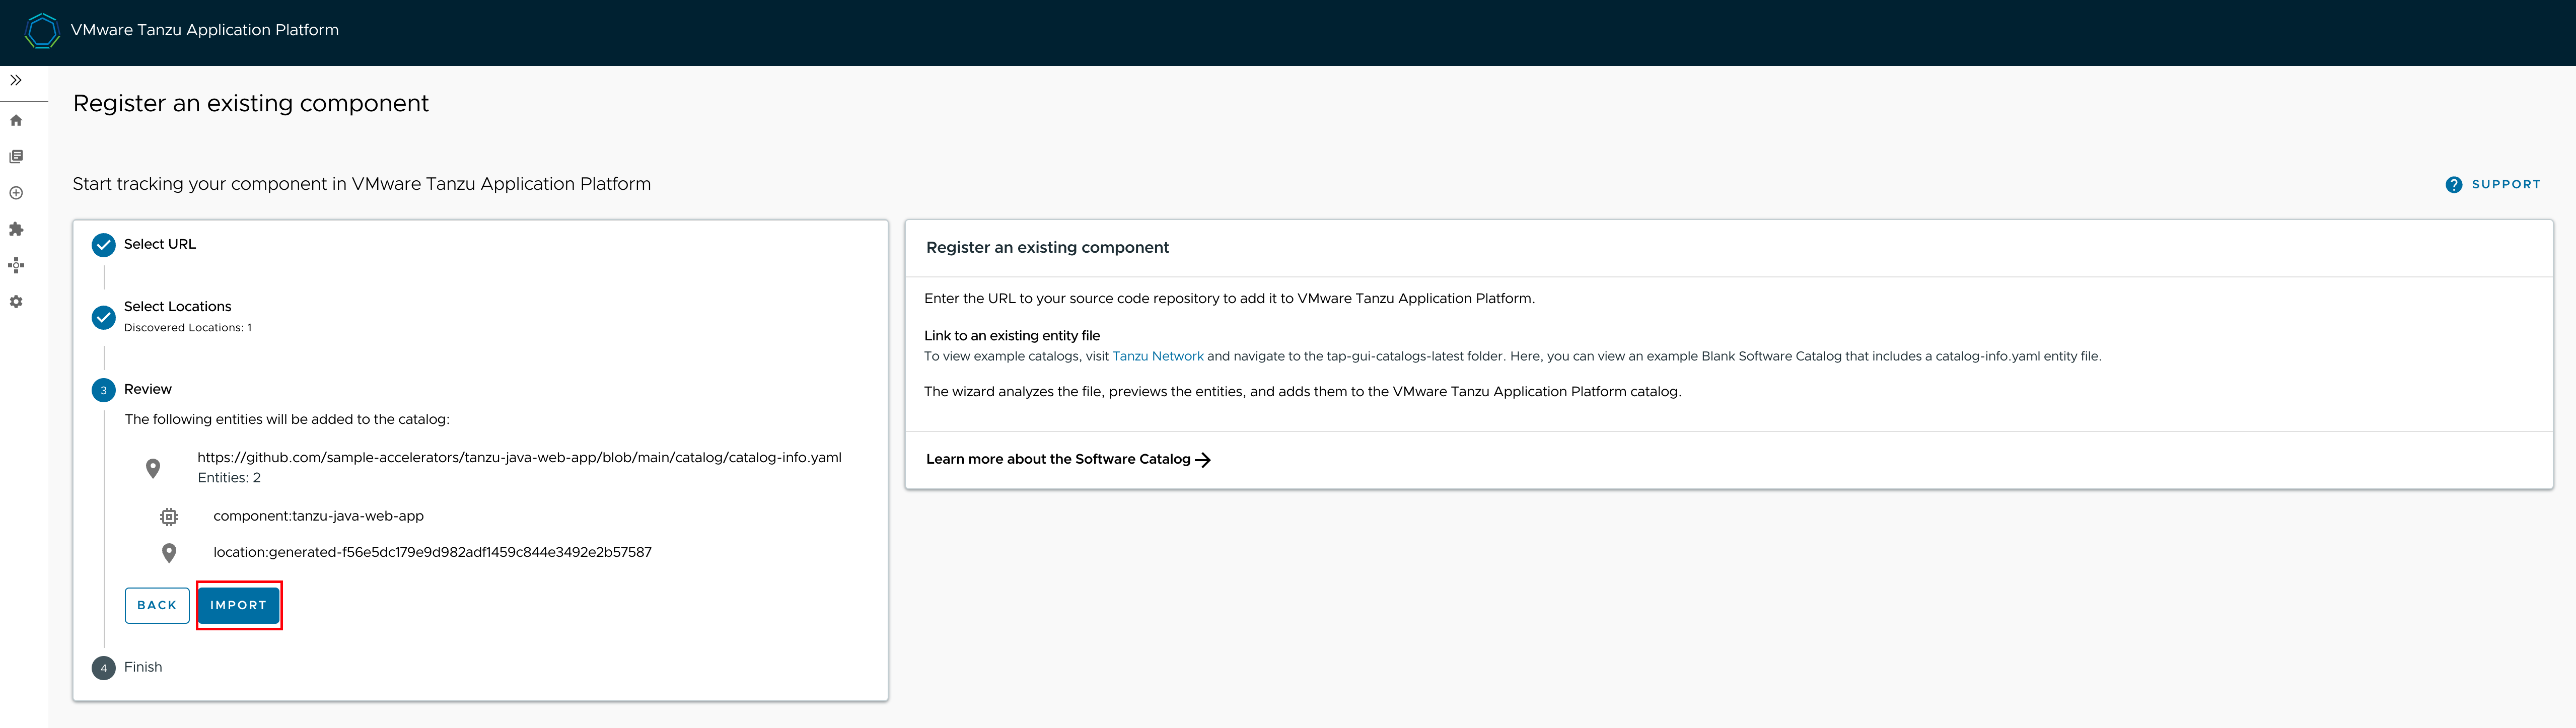 VMware Tanzu Application Platform
Register an existing component
Start tracking your component in VMware Tanzu Application Platform
SUPPORT
Select URL
Select Locations
Discovered Locations: 1
3 Review
The following entities will be added to the catalog:
https://github.com/sample-accelerators/tanzu-java-web-app/blob/main/catalog/catalog-info.yaml
Entities: 2
component:tanzu-java-web-app
location:generated-f56e5dc179e9d982adf1459c844e3492e2b57587
BACK IMPORT
4 Finish
Register an existing component
Enter the URL to your source code repository to add it to VMware Tanzu Application Platform.
Link to an existing entity file
To view example catalogs, visit Tanzu Network and navigate to the tap-gui-catalogs-latest folder. Here, you can view an example Blank Software Catalog that includes a catalog-info.yaml entity file.
The wizard analyzes the file, previews the entities, and adds them to the VMware Tanzu Application Platform catalog.
Learn more about the Software Catalog